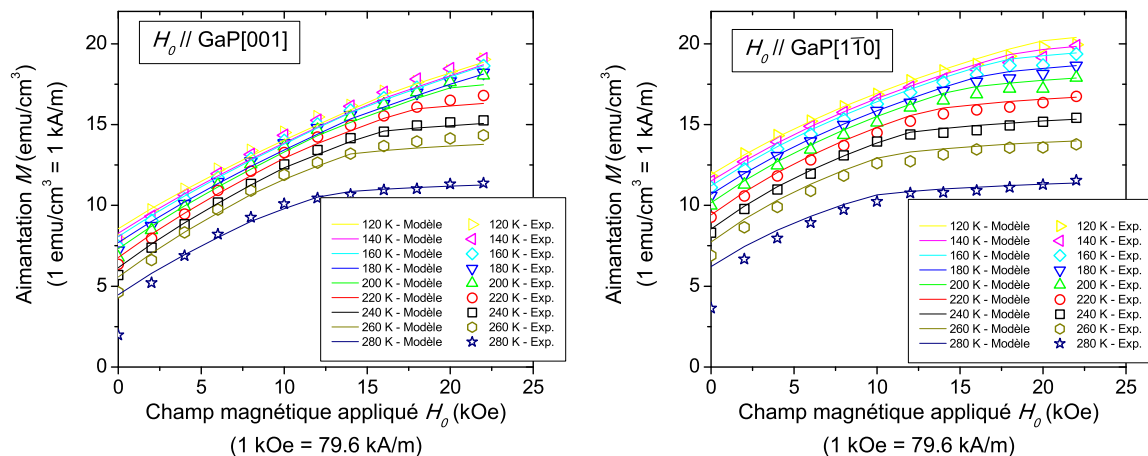 H₀ // GaP[001]
Aimantation M (emu/cm³)
(1 emu/cm³ = 1 kA/m)
20
15
10
5
0
0 5 10 15 20 25
Champ magnétique appliqué H₀ (kOe)
(1 kOe = 79.6 kA/m)
120 K - Modèle 120 K - Exp.
140 K - Modèle 140 K - Exp.
160 K - Modèle 160 K - Exp.
180 K - Modèle 180 K - Exp.
200 K - Modèle 200 K - Exp.
220 K - Modèle 220 K - Exp.
240 K - Modèle 240 K - Exp.
260 K - Modèle 260 K - Exp.
280 K - Modèle 280 K - Exp.
H₀ // GaP[11̅0]
Aimantation M (emu/cm³)
(1 emu/cm³ = 1 kA/m)
20
15
10
5
0
0 5 10 15 20 25
Champ magnétique appliqué H₀ (kOe)
(1 kOe = 79.6 kA/m)
120 K - Modèle 120 K - Exp.
140 K - Modèle 140 K - Exp.
160 K - Modèle 160 K - Exp.
180 K - Modèle 180 K - Exp.
200 K - Modèle 200 K - Exp.
220 K - Modèle 220 K - Exp.
240 K - Modèle 240 K - Exp.
260 K - Modèle 260 K - Exp.
280 K - Modèle 280 K - Exp.